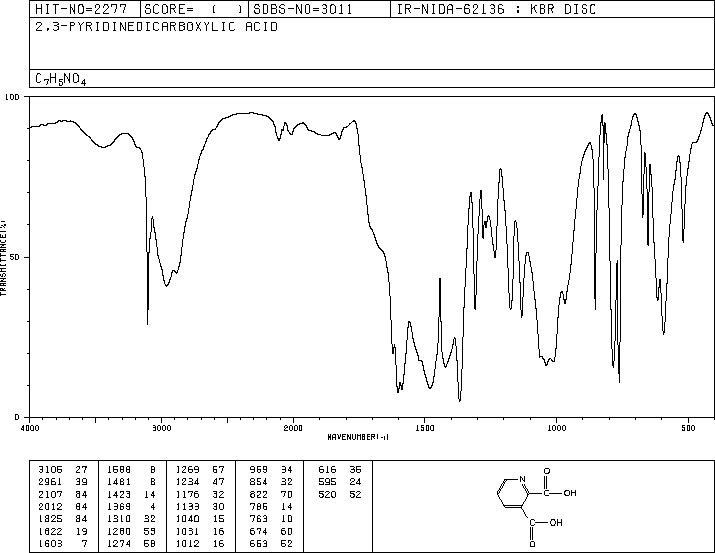 HIT-NO=2277 SCORE= ( ) SDBS-NO=3011 IR-NIDA-62136 : KBR DISC
2,3-PYRIDINEDICARBOXYLIC ACID
C7H5NO4
100
50
0
TRANSMITTANCE(%)
4000 3000 2000 1500 1000 500
WAVENUMBER(-1)
3105 27 1588 8 1269 57 969 34 616 35
2961 39 1481 8 1234 47 854 32 595 24
2107 84 1423 14 1176 32 822 70 520 52
2012 84 1369 4 1133 30 786 14
1825 84 1310 32 1040 15 763 10
1622 19 1280 59 1031 16 674 60
1603 7 1274 58 1012 16 653 52
N O
C OH
C OH
O